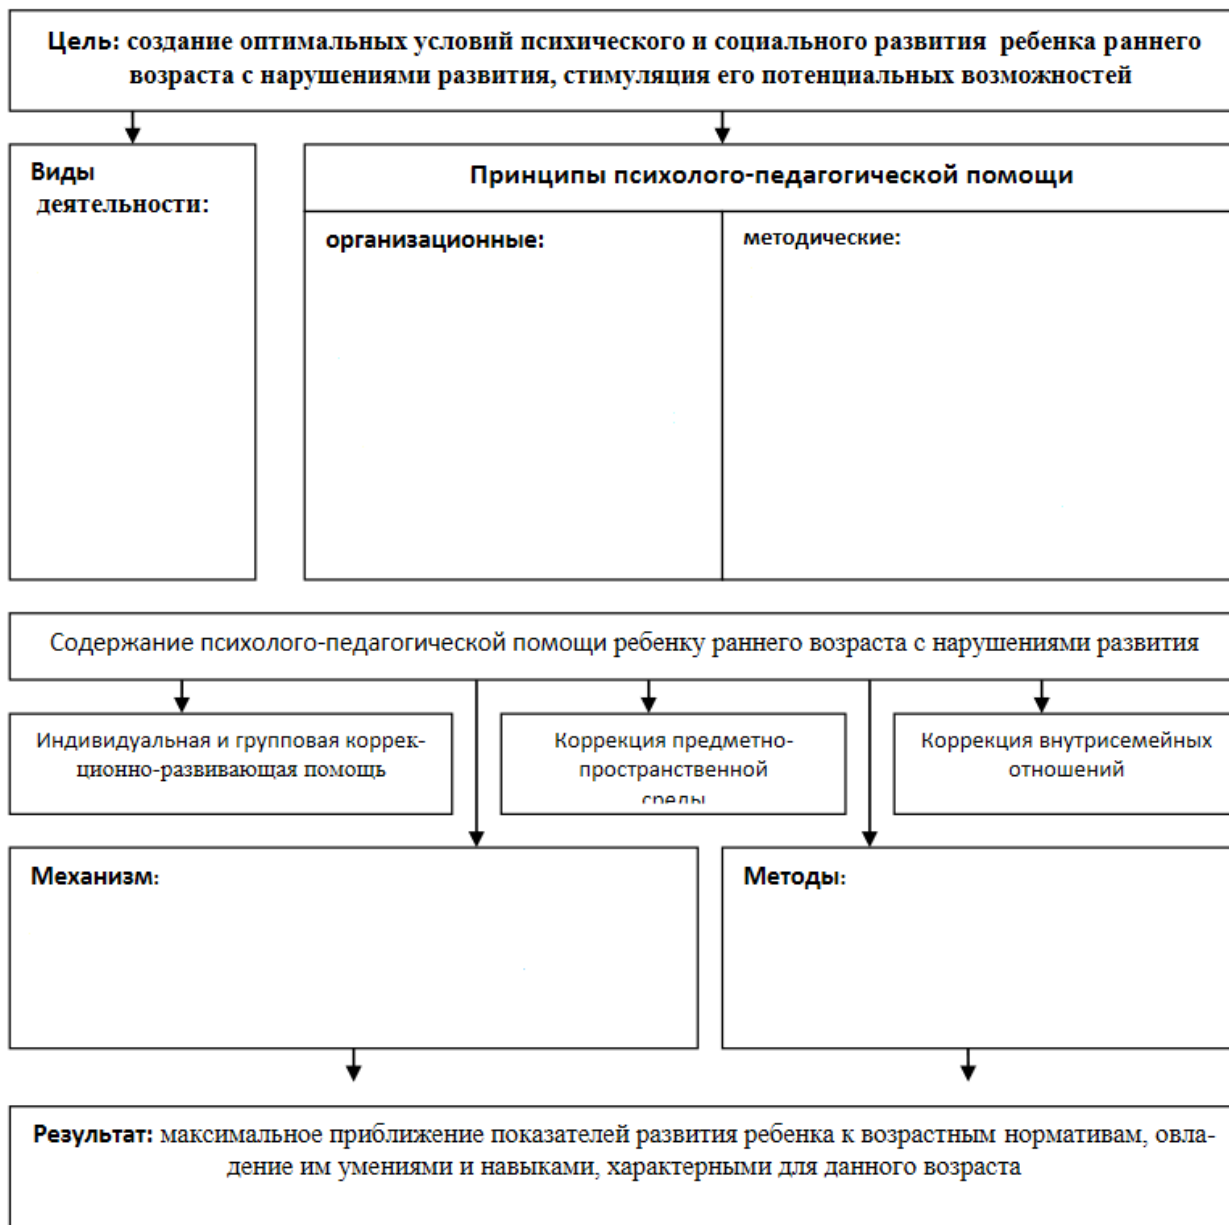 Цель: создание оптимальных условий психического и социального развития ребенка раннего
возраста с нарушениями развития, стимуляция его потенциальных возможностей
Виды
деятельности:
Принципы психолого-педагогической помощи
организационные:
методические:
Содержание психолого-педагогической помощи ребенку раннего возраста с нарушениями развития
Индивидуальная и групповая коррек-
ционно-развивающая помощь
Коррекция предметно-
пространственной
среды
Коррекция внутрисемейных
отношений
Механизм:
Методы:
Результат: максимальное приближение показателей развития ребенка к возрастным нормативам, овла-
дение им умениями и навыками, характерными для данного возраста